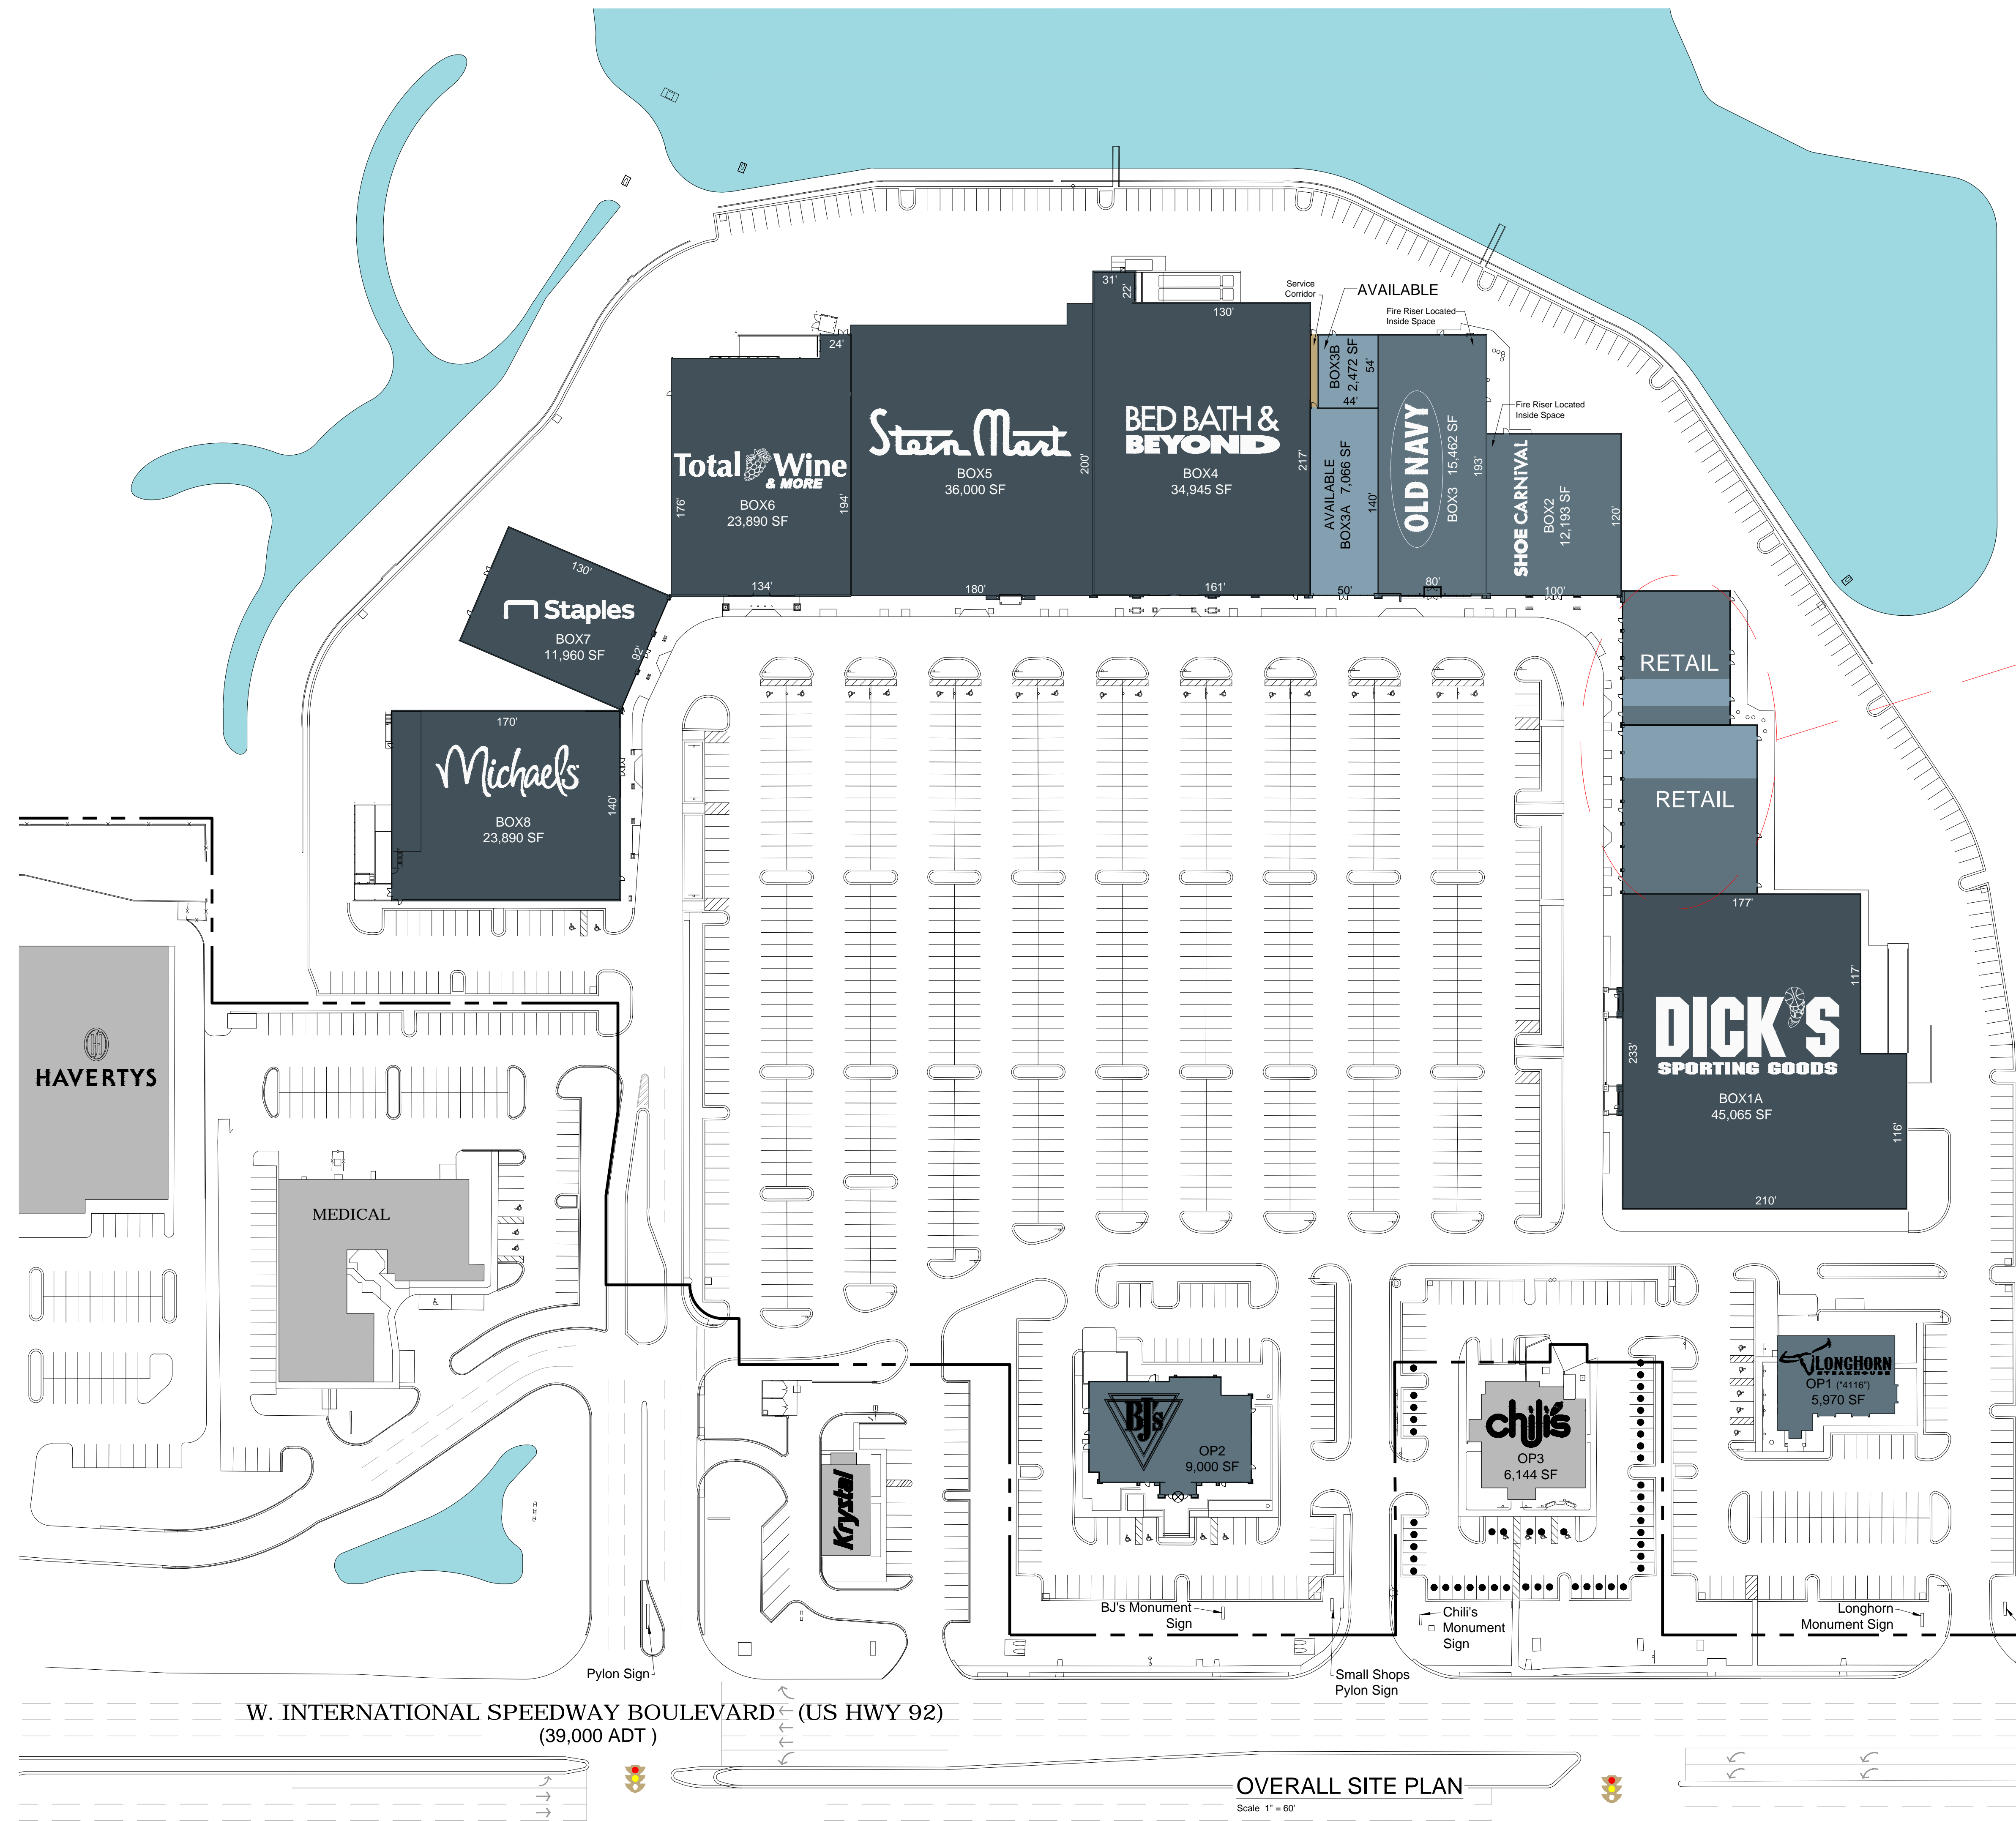 31'
22'
130'
Service
Corridor
AVAILABLE
Fire Riser Located
Inside Space
24'
BOX3B
2,472 SF
54'
44'
Fire Riser Located
Inside Space
Total Wine
& MORE
BOX6
23,890 SF
176'
194'
134'
Stein Mart
BOX5
36,000 SF
200'
180'
BED BATH &
BEYOND
BOX4
34,945 SF
217'
161'
AVAILABLE
BOX3A 7,066 SF
140'
50'
OLD NAVY
BOX3 15,462 SF
193'
80'
SHOE CARNIVAL
BOX2
12,193 SF
120'
100'
130'
Staples
BOX7
11,960 SF
92'
RETAIL
170'
Michaels
BOX8
23,890 SF
140'
RETAIL
177'
117'
DICK'S
SPORTING GOODS
BOX1A
45,065 SF
233'
116'
210'
HAVERTYS
MEDICAL
Krystal
BJ's
OP2
9,000 SF
chili's
OP3
6,144 SF
LONGHORN
STEAKHOUSE
OP1 ("4116")
5,970 SF
BJ's Monument
Sign
Chili's
Monument
Sign
Longhorn
Monument Sign
Pylon Sign
Small Shops
Pylon Sign
W. INTERNATIONAL SPEEDWAY BOULEVARD (US HWY 92)
(39,000 ADT )
OVERALL SITE PLAN
Scale 1" = 60'